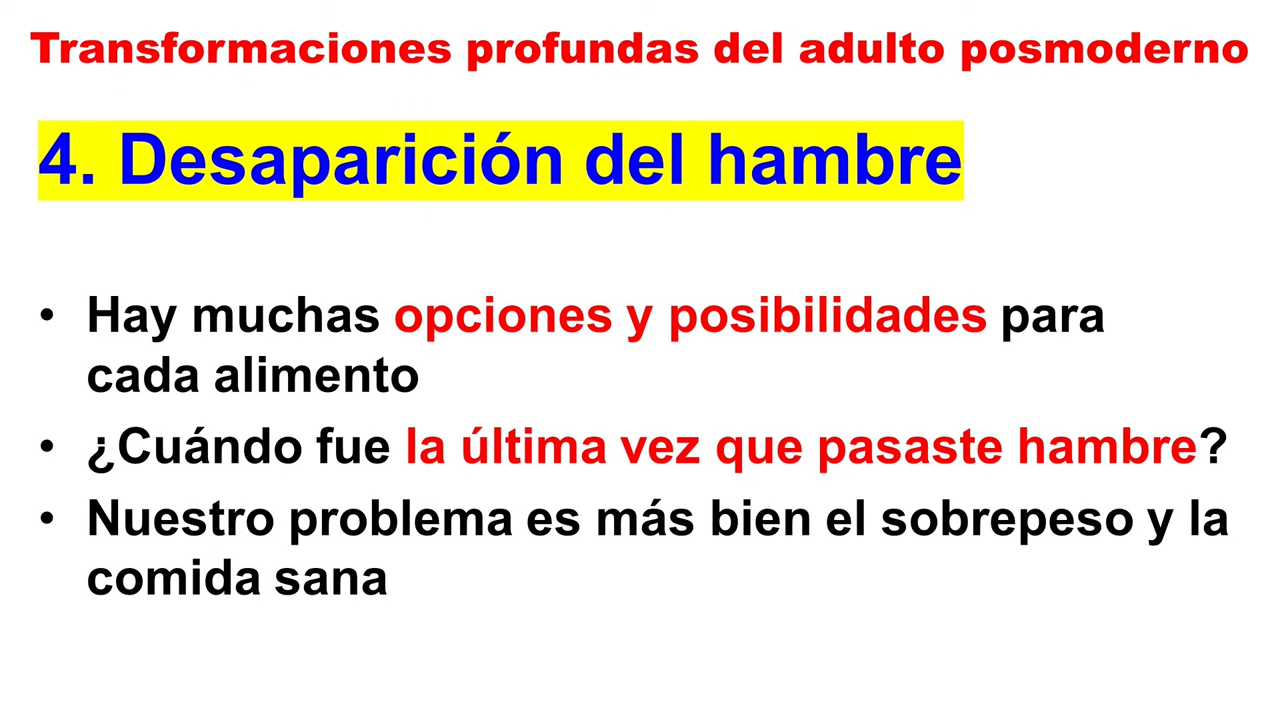 Transformaciones profundas del adulto posmoderno
4. Desaparición del hambre
• Hay muchas opciones y posibilidades para
cada alimento
• ¿Cuándo fue la última vez que pasaste hambre?
• Nuestro problema es más bien el sobrepeso y la
comida sana